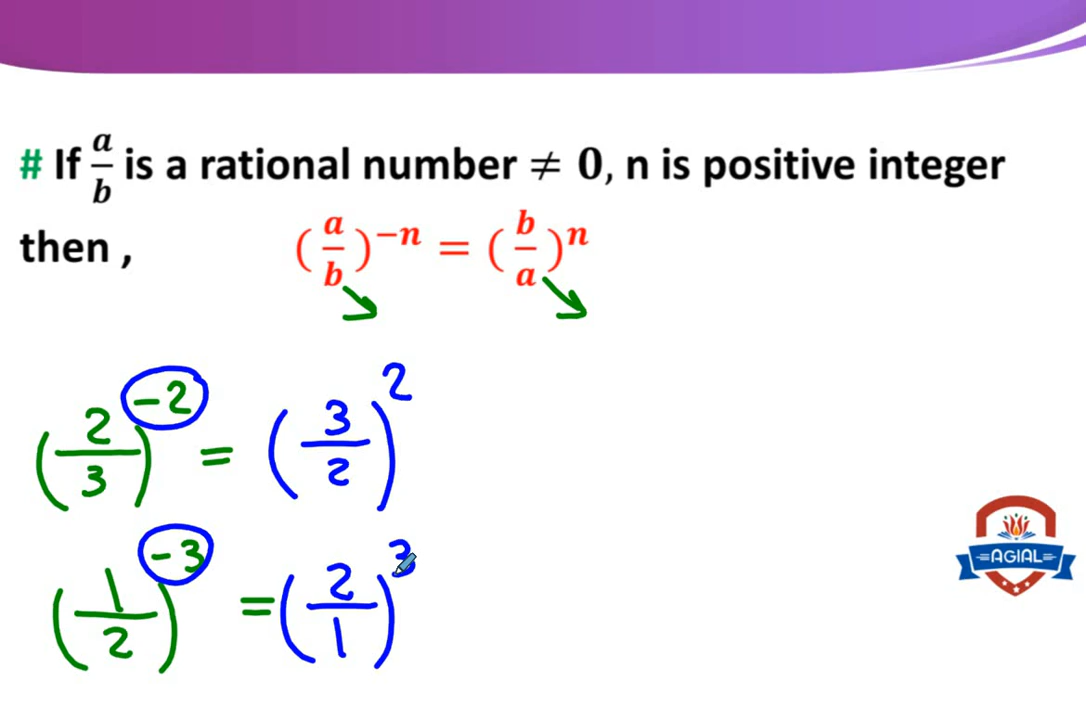 # If a/b is a rational number ≠ 0, n is positive integer
then , (a/b)^−n = (b/a)^n
(2/3)^-2 = (3/2)^2
(1/2)^-3 = (2/1)^3
=AGIAL=